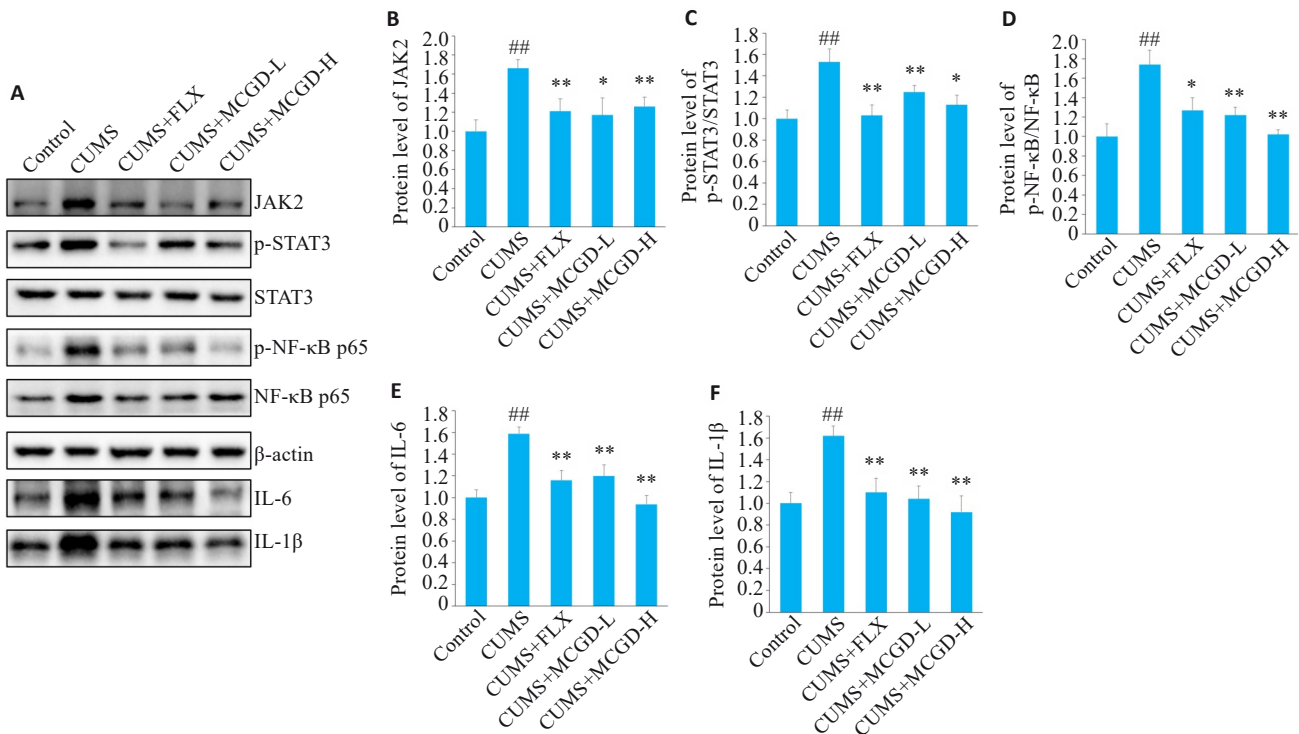 A
Control
CUMS
CUMS+FLX
CUMS+MCGD-L
CUMS+MCGD-H
JAK2
p-STAT3
STAT3
p-NF-κB p65
NF-κB p65
β-actin
IL-6
IL-1β
B
Protein level of JAK2
2.0
1.8
1.6
1.4
1.2
1.0
0.8
0.6
0.4
0.2
0
##
**
*
**
Control
CUMS
CUMS+FLX
CUMS+MCGD-L
CUMS+MCGD-H
C
Protein level of
p-STAT3/STAT3
1.8
1.6
1.4
1.2
1.0
0.8
0.6
0.4
0.2
0
##
**
**
*
Control
CUMS
CUMS+FLX
CUMS+MCGD-L
CUMS+MCGD-H
D
Protein level of
p-NF-κB/NF-κB
2.0
1.8
1.6
1.4
1.2
1.0
0.8
0.6
0.4
0.2
0
##
*
**
**
Control
CUMS
CUMS+FLX
CUMS+MCGD-L
CUMS+MCGD-H
E
Protein level of IL-6
1.8
1.6
1.4
1.2
1.0
0.8
0.6
0.4
0.2
0
##
**
**
**
Control
CUMS
CUMS+FLX
CUMS+MCGD-L
CUMS+MCGD-H
F
Protein level of IL-1β
1.8
1.6
1.4
1.2
1.0
0.8
0.6
0.4
0.2
0
##
**
**
**
Control
CUMS
CUMS+FLX
CUMS+MCGD-L
CUMS+MCGD-H